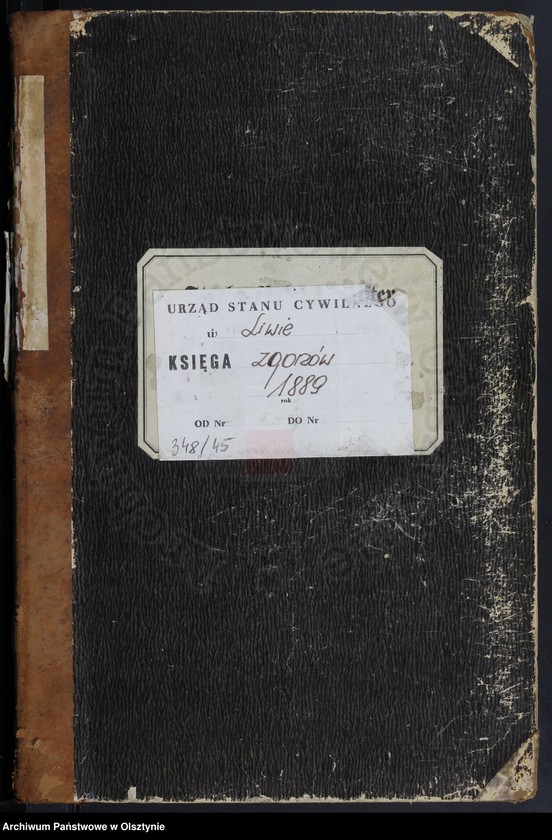 URZĄD STANU CYWILNEGO
w Liwie
KSIĘGA zgonów
1889
rok
OD Nr DO Nr
348/45
Archiwum Państwowe w Olsztynie